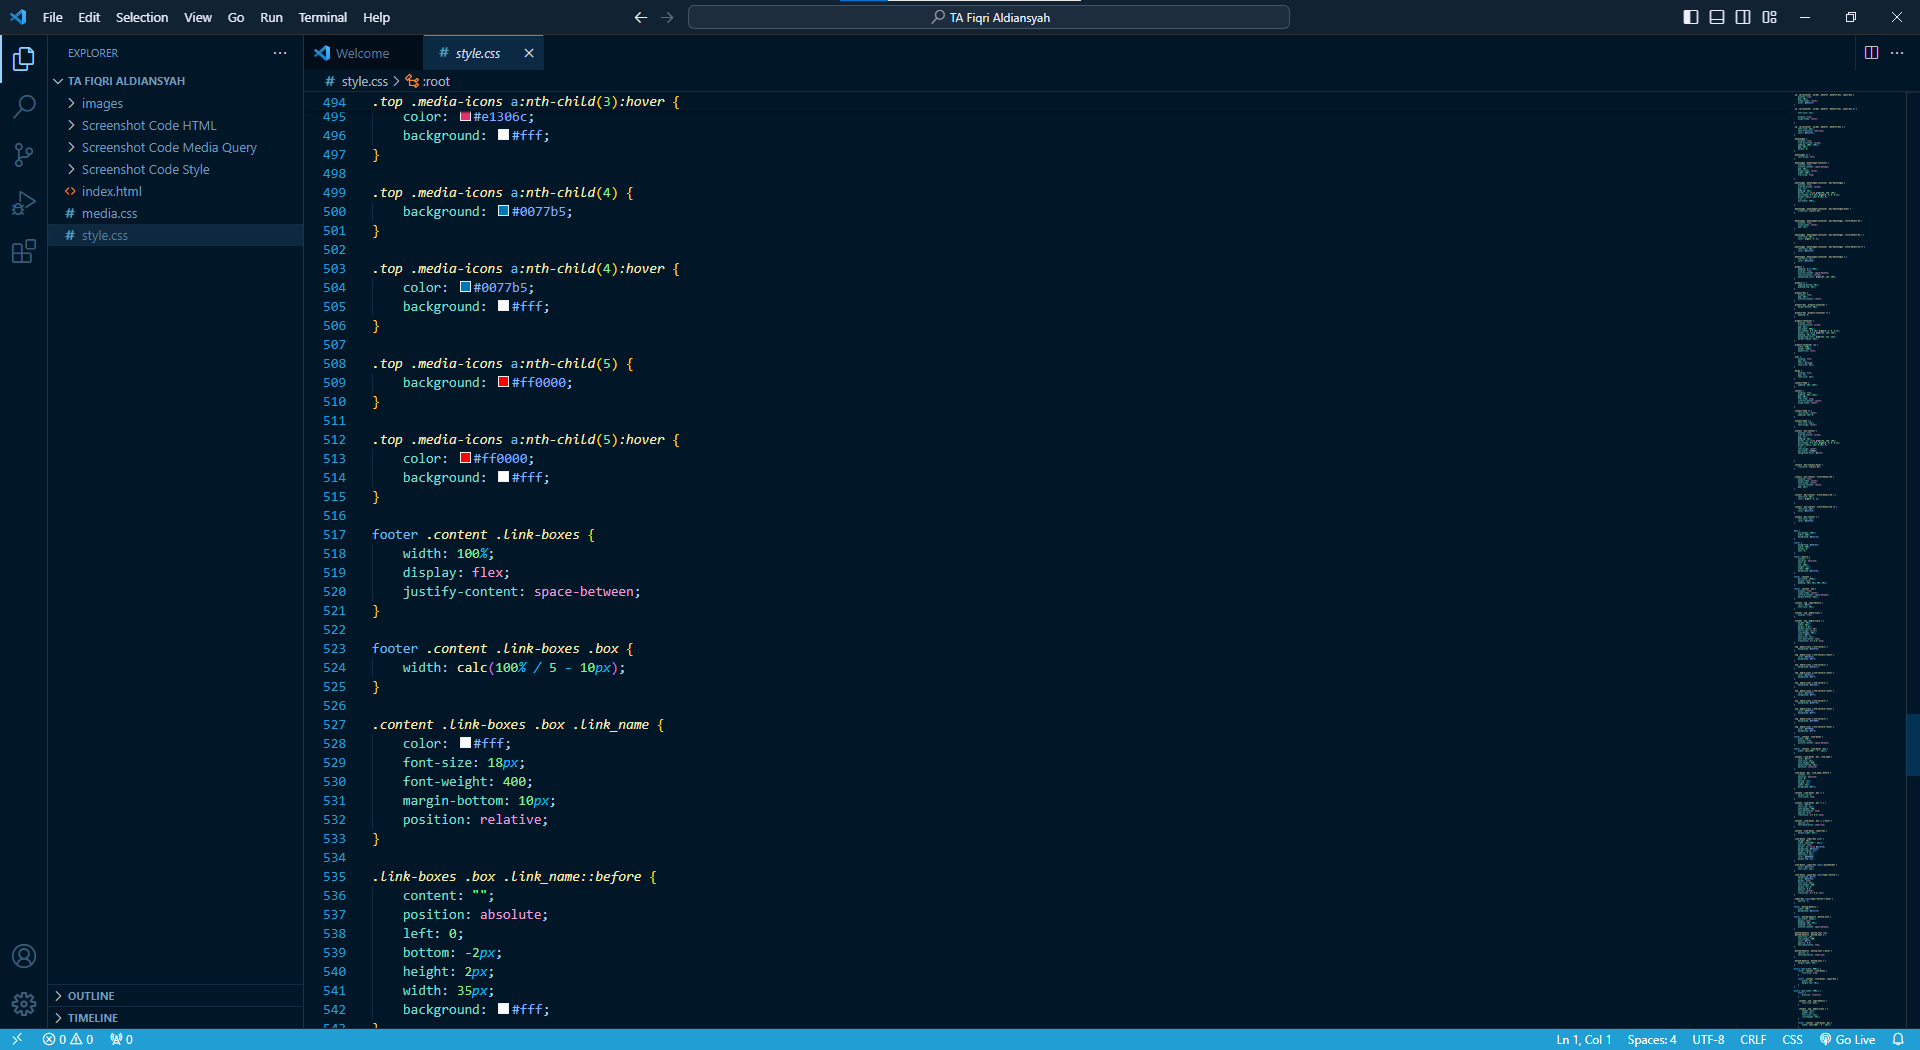 File Edit Selection View Go Run Terminal Help
TA Fiqri Aldiansyah
EXPLORER
TA FIQRI ALDIANSYAH
images
Screenshot Code HTML
Screenshot Code Media Query
Screenshot Code Style
<> index.html
# media.css
# style.css
OUTLINE
TIMELINE
Welcome
# style.css
# style.css > :root
494 .top .media-icons a:nth-child(3):hover {
495 color: #e1306c;
496 background: #fff;
497 }
498
499 .top .media-icons a:nth-child(4) {
500 background: #0077b5;
501 }
502
503 .top .media-icons a:nth-child(4):hover {
504 color: #0077b5;
505 background: #fff;
506 }
507
508 .top .media-icons a:nth-child(5) {
509 background: #ff0000;
510 }
511
512 .top .media-icons a:nth-child(5):hover {
513 color: #ff0000;
514 background: #fff;
515 }
516
517 footer .content .link-boxes {
518 width: 100%;
519 display: flex;
520 justify-content: space-between;
521 }
522
523 footer .content .link-boxes .box {
524 width: calc(100% / 5 - 10px);
525 }
526
527 .content .link-boxes .box .link_name {
528 color: #fff;
529 font-size: 18px;
530 font-weight: 400;
531 margin-bottom: 10px;
532 position: relative;
533 }
534
535 .link-boxes .box .link_name::before {
536 content: "";
537 position: absolute;
538 left: 0;
539 bottom: -2px;
540 height: 2px;
541 width: 35px;
542 background: #fff;
543 }
0 0 0
Ln 1, Col 1 Spaces: 4 UTF-8 CRLF CSS Go Live